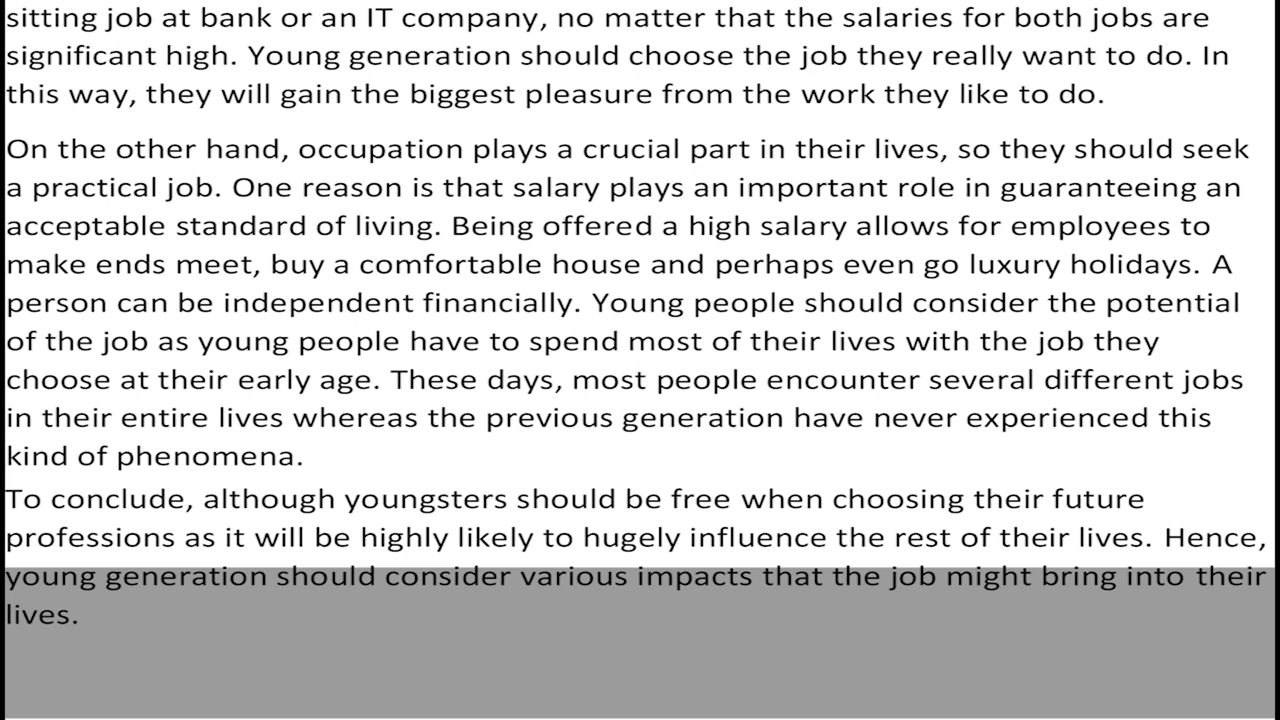 sitting job at bank or an IT company, no matter that the salaries for both jobs are
significant high. Young generation should choose the job they really want to do. In
this way, they will gain the biggest pleasure from the work they like to do.
On the other hand, occupation plays a crucial part in their lives, so they should seek
a practical job. One reason is that salary plays an important role in guaranteeing an
acceptable standard of living. Being offered a high salary allows for employees to
make ends meet, buy a comfortable house and perhaps even go luxury holidays. A
person can be independent financially. Young people should consider the potential
of the job as young people have to spend most of their lives with the job they
choose at their early age. These days, most people encounter several different jobs
in their entire lives whereas the previous generation have never experienced this
kind of phenomena.
To conclude, although youngsters should be free when choosing their future
professions as it will be highly likely to hugely influence the rest of their lives. Hence,
young generation should consider various impacts that the job might bring into their
lives.